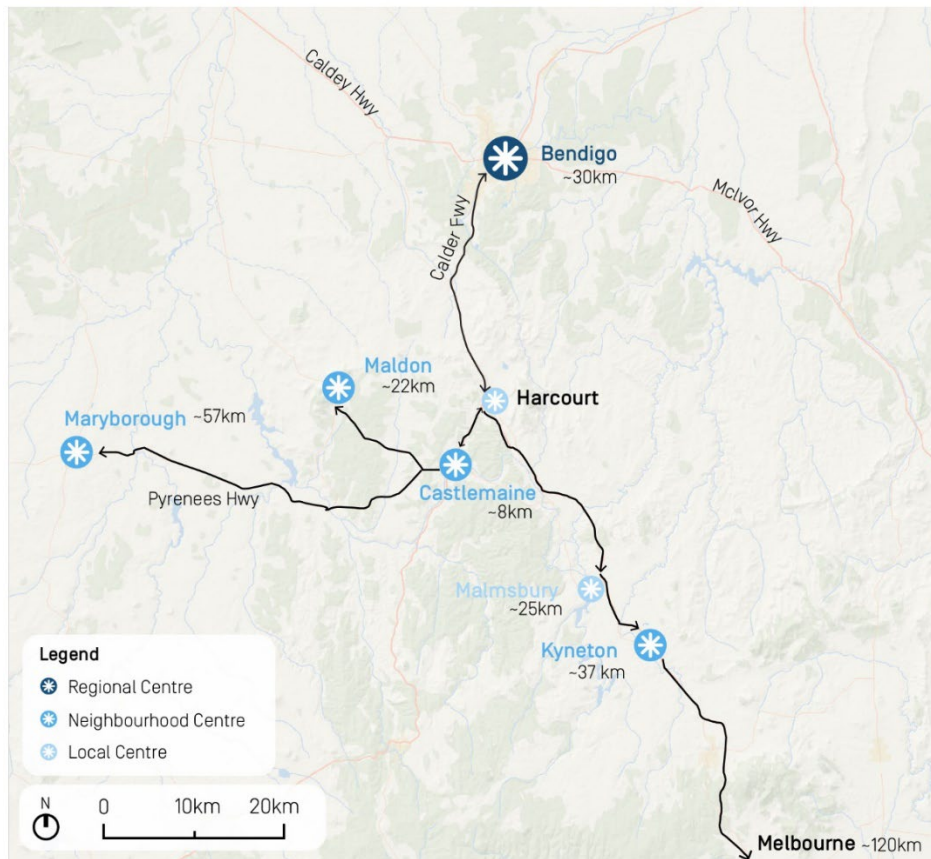 Caldey Hwy
Bendigo
~30km
McIvor Hwy
Calder Fwy
Maldon
~22km
Harcourt
Maryborough ~57km
Pyrenees Hwy
Castlemaine
~8km
Malmsbury
~25km
Kyneton
~37 km
Legend
Regional Centre
Neighbourhood Centre
Local Centre
N
0 10km 20km
Melbourne ~120km